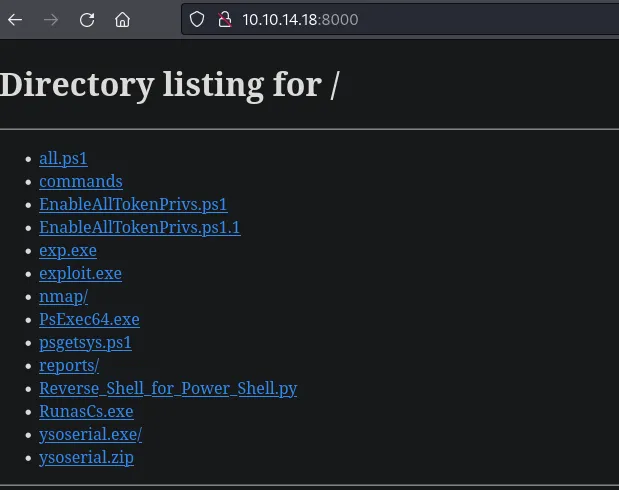 10.10.14.18:8000
Directory listing for /
all.ps1
commands
EnableAllTokenPrivs.ps1
EnableAllTokenPrivs.ps1.1
exp.exe
exploit.exe
nmap/
PsExec64.exe
psgetsys.ps1
reports/
Reverse_Shell_for_Power_Shell.py
RunasCs.exe
ysoserial.exe/
ysoserial.zip